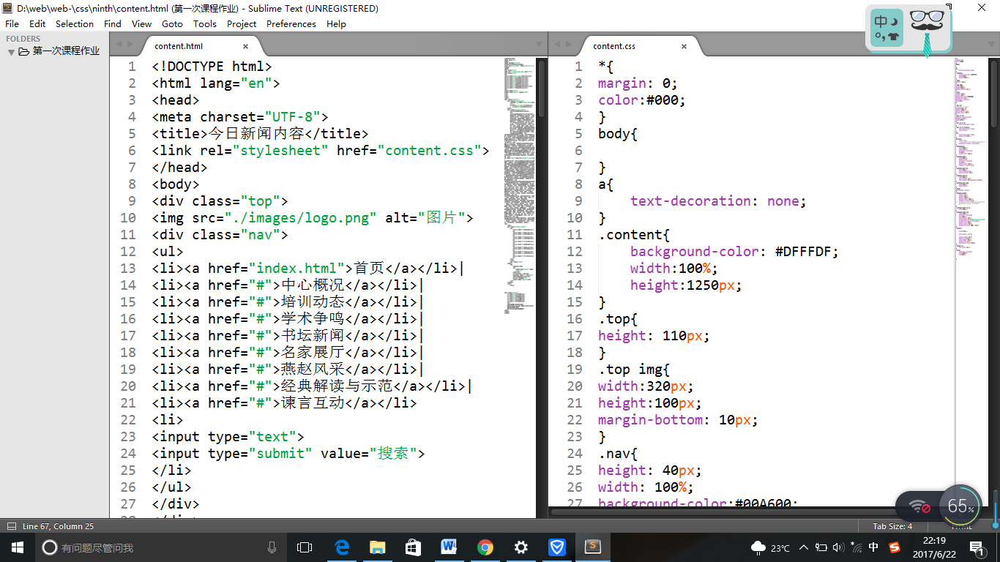 D:\web\web-\css\ninth\content.html (第一次课程作业) - Sublime Text (UNREGISTERED)
File Edit Selection Find View Goto Tools Project Preferences Help
FOLDERS
第一次课程作业
content.html
1 <!DOCTYPE html>
2 <html lang="en">
3 <head>
4 <meta charset="UTF-8">
5 <title>今日新闻内容</title>
6 <link rel="stylesheet" href="content.css">
7 </head>
8 <body>
9 <div class="top">
10 <img src="./images/logo.png" alt="图片">
11 <div class="nav">
12 <ul>
13 <li><a href="index.html">首页</a></li>|
14 <li><a href="#">中心概况</a></li>|
15 <li><a href="#">培训动态</a></li>|
16 <li><a href="#">学术争鸣</a></li>|
17 <li><a href="#">书坛新闻</a></li>|
18 <li><a href="#">名家展厅</a></li>|
19 <li><a href="#">燕赵风采</a></li>|
20 <li><a href="#">经典解读与示范</a></li>|
21 <li><a href="#">谏言互动</a></li>
22 <li>
23 <input type="text">
24 <input type="submit" value="搜索">
25 </li>
26 </ul>
27 </div>
content.css
1 *{
2 margin: 0;
3 color:#000;
4 }
5 body{
6
7 }
8 a{
9 text-decoration: none;
10 }
11 .content{
12 background-color: #DFFFDF;
13 width:100%;
14 height:1250px;
15 }
16 .top{
17 height: 110px;
18 }
19 .top img{
20 width:320px;
21 height:100px;
22 margin-bottom: 10px;
23 }
24 .nav{
25 height: 40px;
26 width: 100%;
27 background-color:#00A600;
中
65%
Line 67, Column 25
Tab Size: 4
HTML
有问题尽管问我
23℃
中
22:19
2017/6/22
1